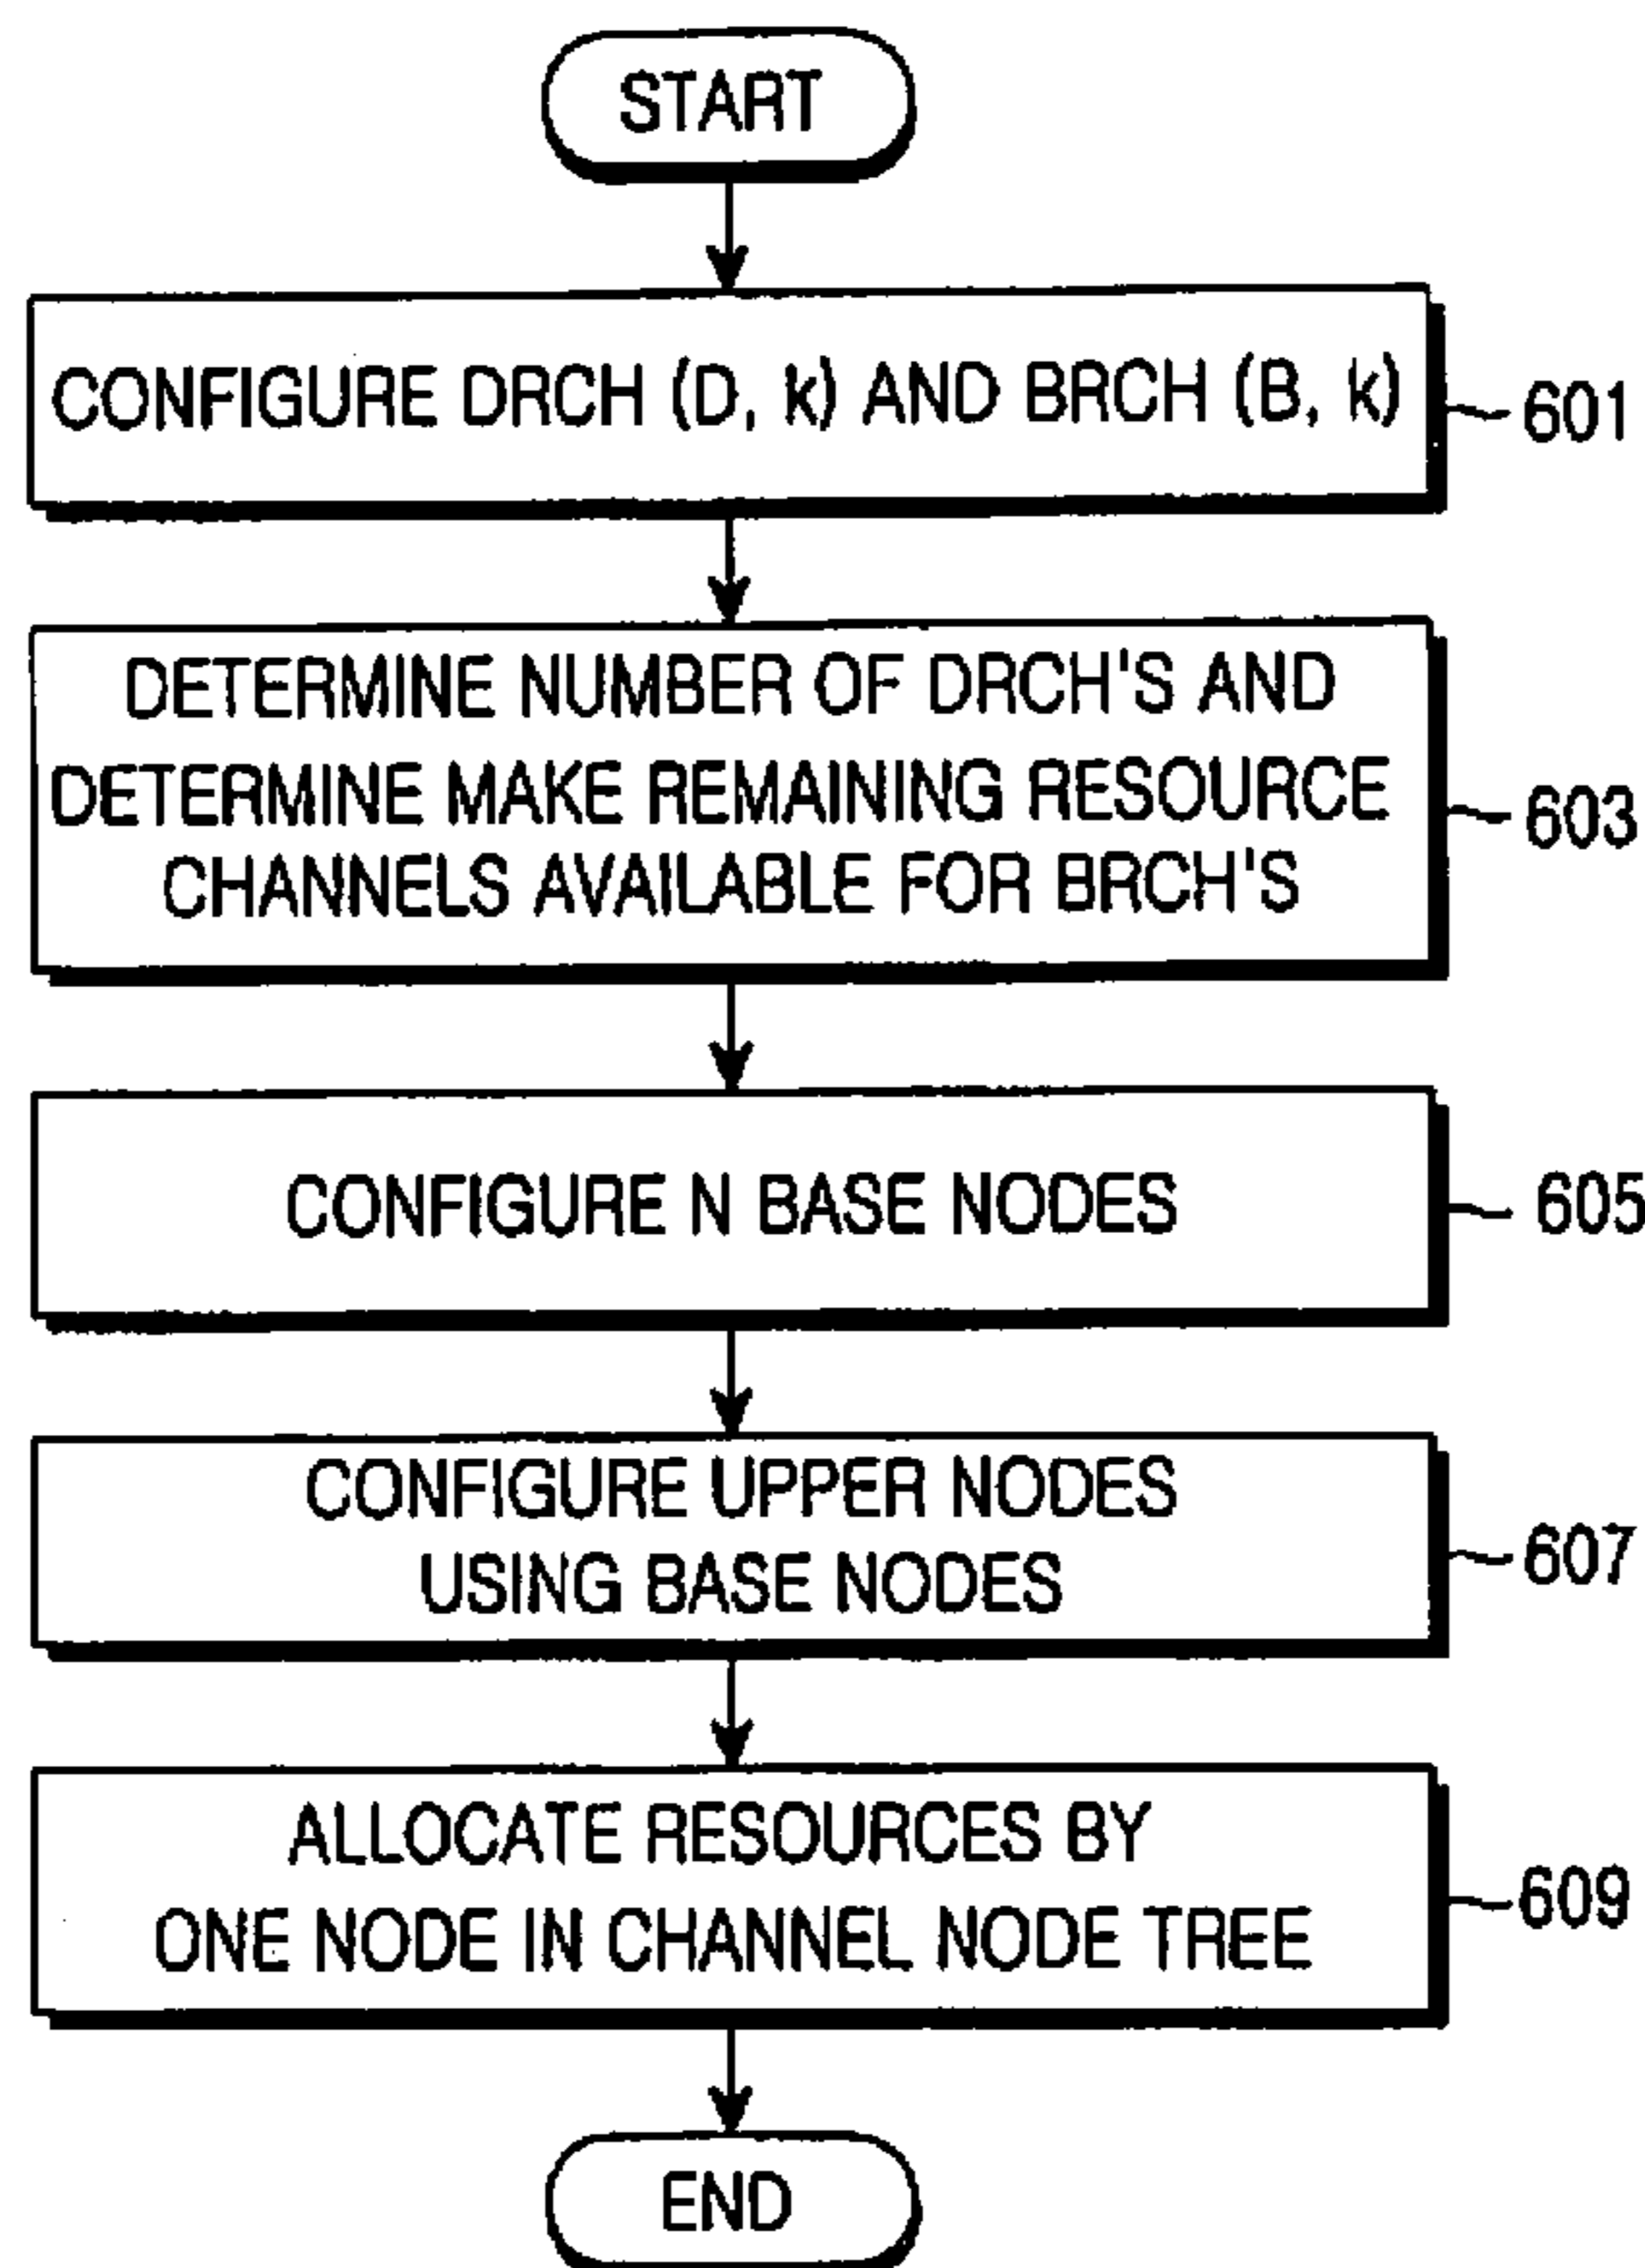 START
CONFIGURE DRCH (D, k) AND BRCH (B, k)
601
DETERMINE NUMBER OF DRCH'S AND
DETERMINE MAKE REMAINING RESOURCE
CHANNELS AVAILABLE FOR BRCH'S
603
CONFIGURE N BASE NODES
605
CONFIGURE UPPER NODES
USING BASE NODES
607
ALLOCATE RESOURCES BY
ONE NODE IN CHANNEL NODE TREE
609
END